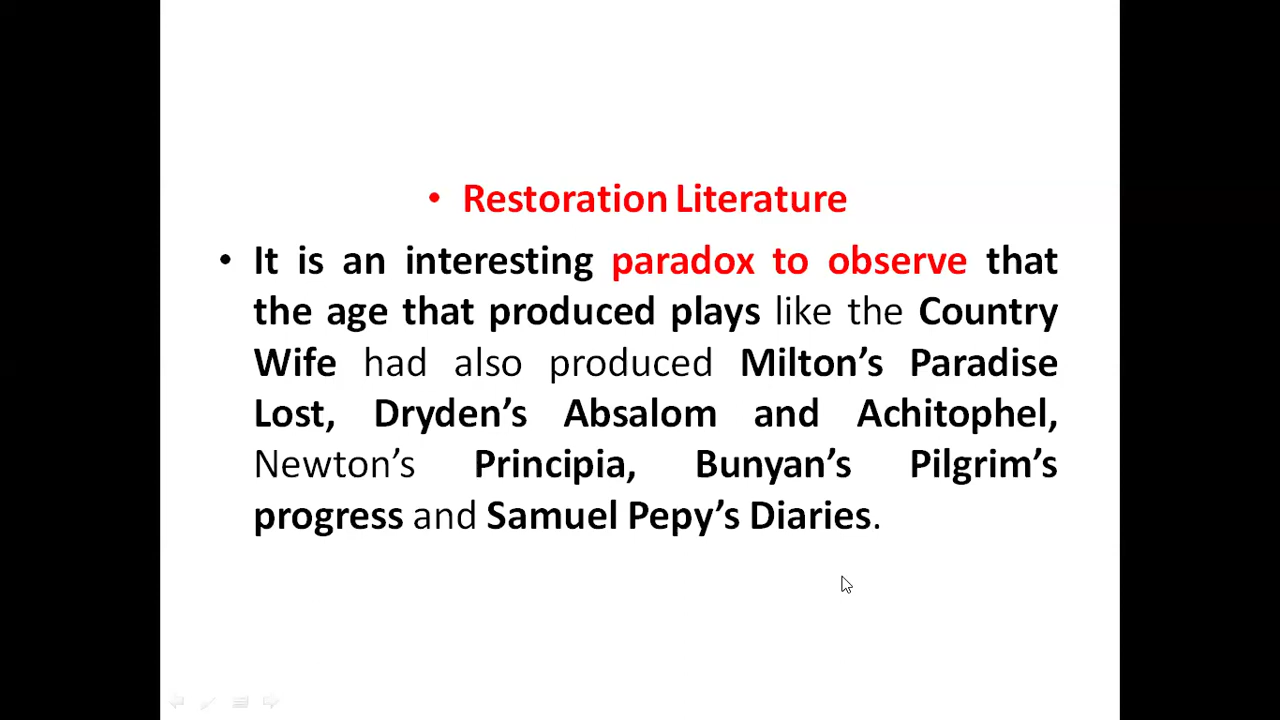 • Restoration Literature
• It is an interesting paradox to observe that
the age that produced plays like the Country
Wife had also produced Milton’s Paradise
Lost, Dryden’s Absalom and Achitophel,
Newton’s Principia, Bunyan’s Pilgrim’s
progress and Samuel Pepy’s Diaries.